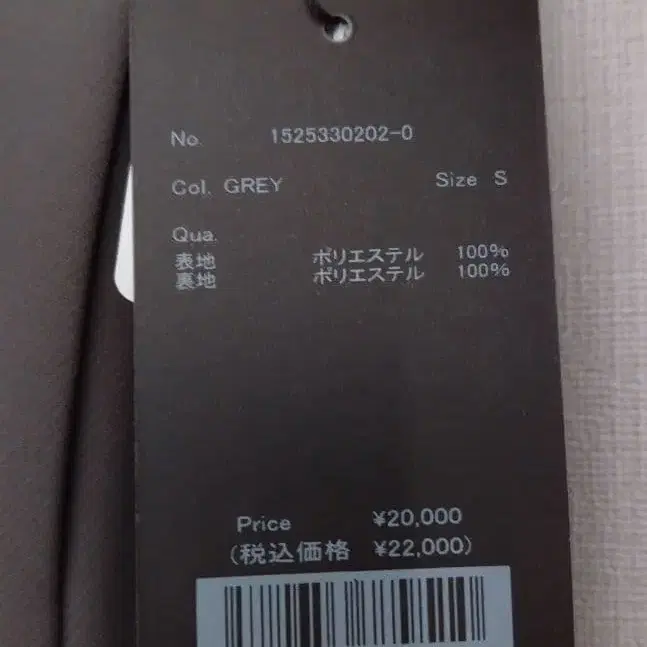 No. 1525330202-0
Col. GREY Size S
Qua.
表地 ポリエステル 100%
裏地 ポリエステル 100%
Price ¥20,000
(税込価格 ¥22,000)